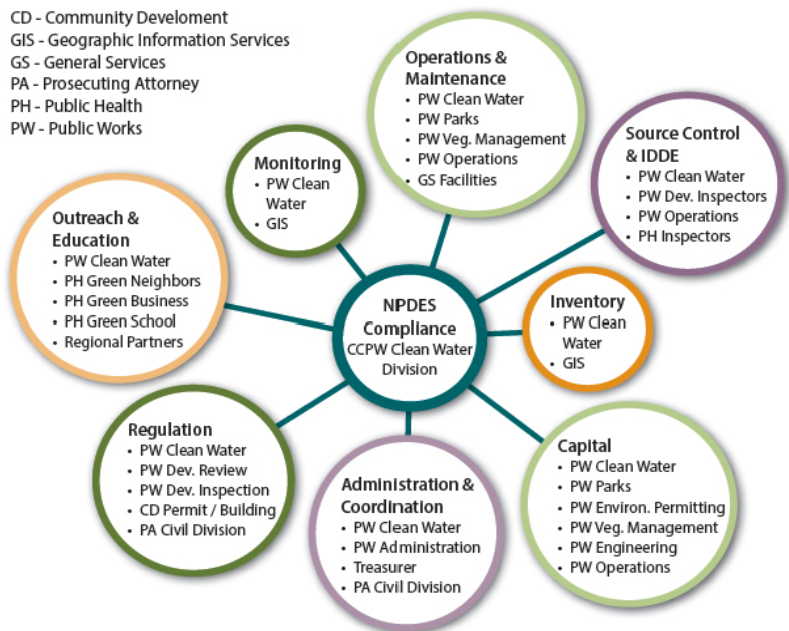 CD - Community Develoment
GIS - Geographic Information Services
GS - General Services
PA - Prosecuting Attorney
PH - Public Health
PW - Public Works
Operations &
Maintenance
• PW Clean Water
• PW Parks
• PW Veg. Management
• PW Operations
• GS Facilities
Source Control
& IDDE
• PW Clean Water
• PW Dev. Inspectors
• PW Operations
• PH Inspectors
Monitoring
• PW Clean
Water
• GIS
Outreach &
Education
• PW Clean Water
• PH Green Neighbors
• PH Green Business
• PH Green School
• Regional Partners
NPDES
Compliance
CCPW Clean Water
Division
Inventory
• PW Clean
Water
• GIS
Regulation
• PW Clean Water
• PW Dev. Review
• PW Dev. Inspection
• CD Permit / Building
• PA Civil Division
Administration &
Coordination
• PW Clean Water
• PW Administration
• Treasurer
• PA Civil Division
Capital
• PW Clean Water
• PW Parks
• PW Environ. Permitting
• PW Veg. Management
• PW Engineering
• PW Operations